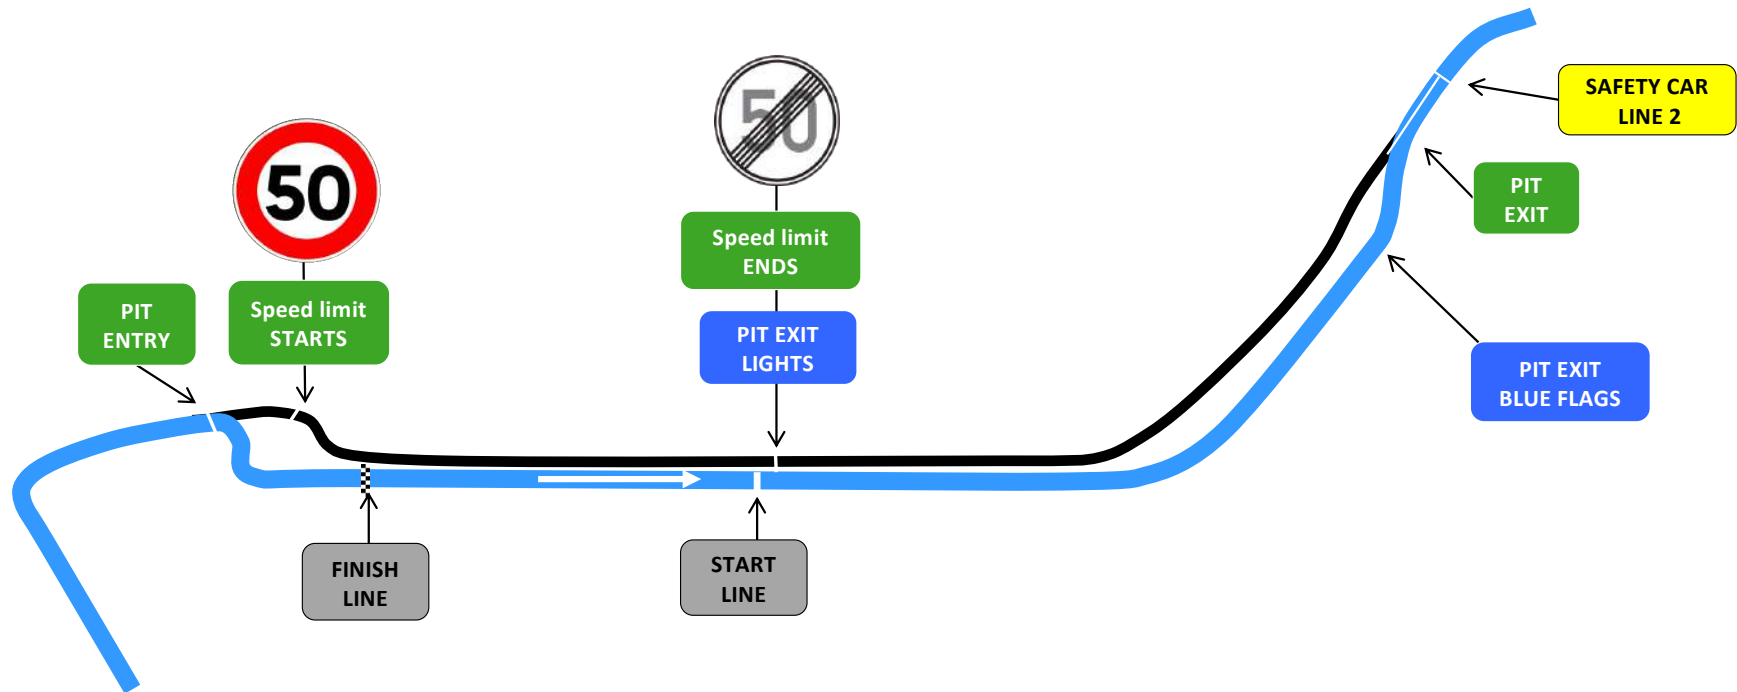 SAFETY CAR
LINE 2
50
PIT
EXIT
50
Speed limit
ENDS
Speed limit
STARTS
PIT
ENTRY
PIT EXIT
LIGHTS
PIT EXIT
BLUE FLAGS
FINISH
LINE
START
LINE